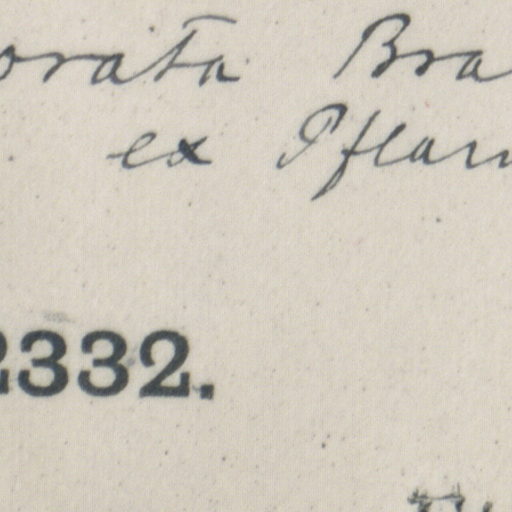 orata Bra
ex Pflan
2332.